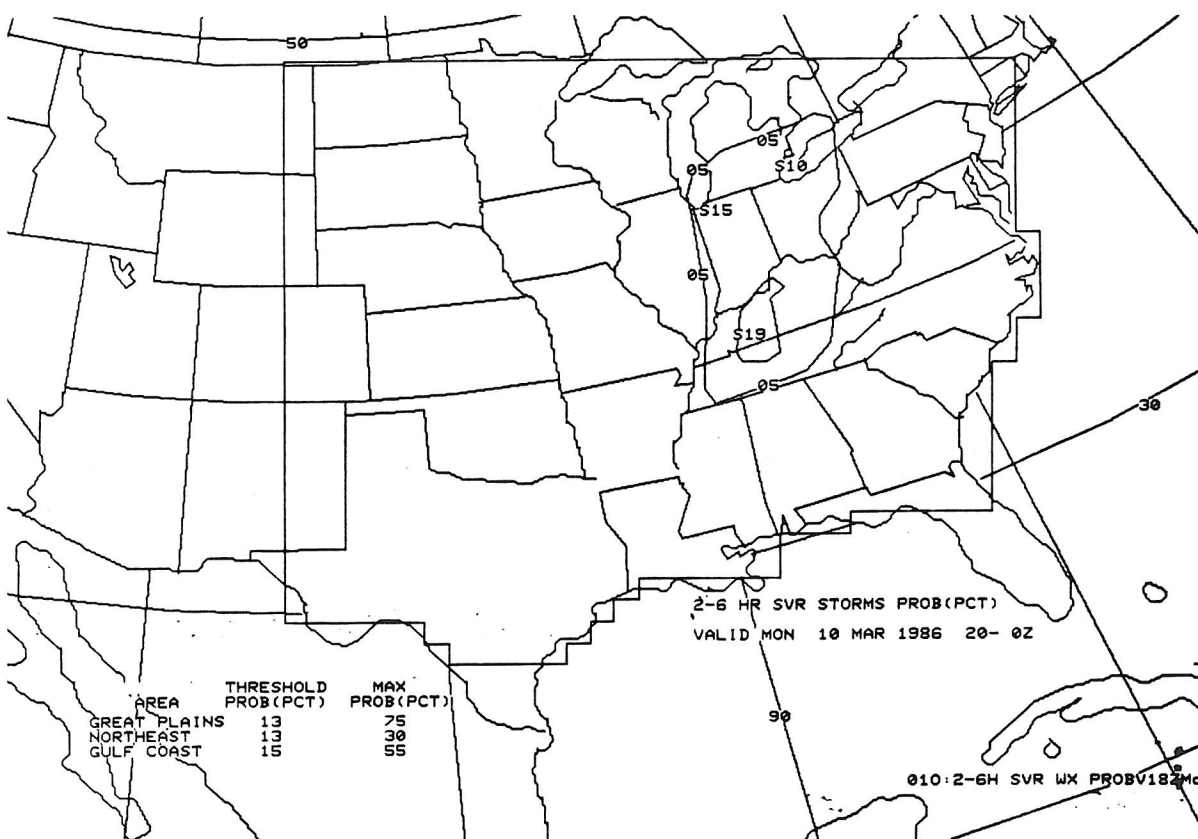 50
05
05
S10
S15
05
S19
05
30
2-6 HR SVR STORMS PROB(PCT)
VALID MON 10 MAR 1986 20- 0Z
THRESHOLD MAX
AREA PROB(PCT) PROB(PCT)
GREAT PLAINS 13 75
NORTHEAST 13 30
GULF COAST 15 55
90
010:2-6H SVR WX PROBV18ZMo